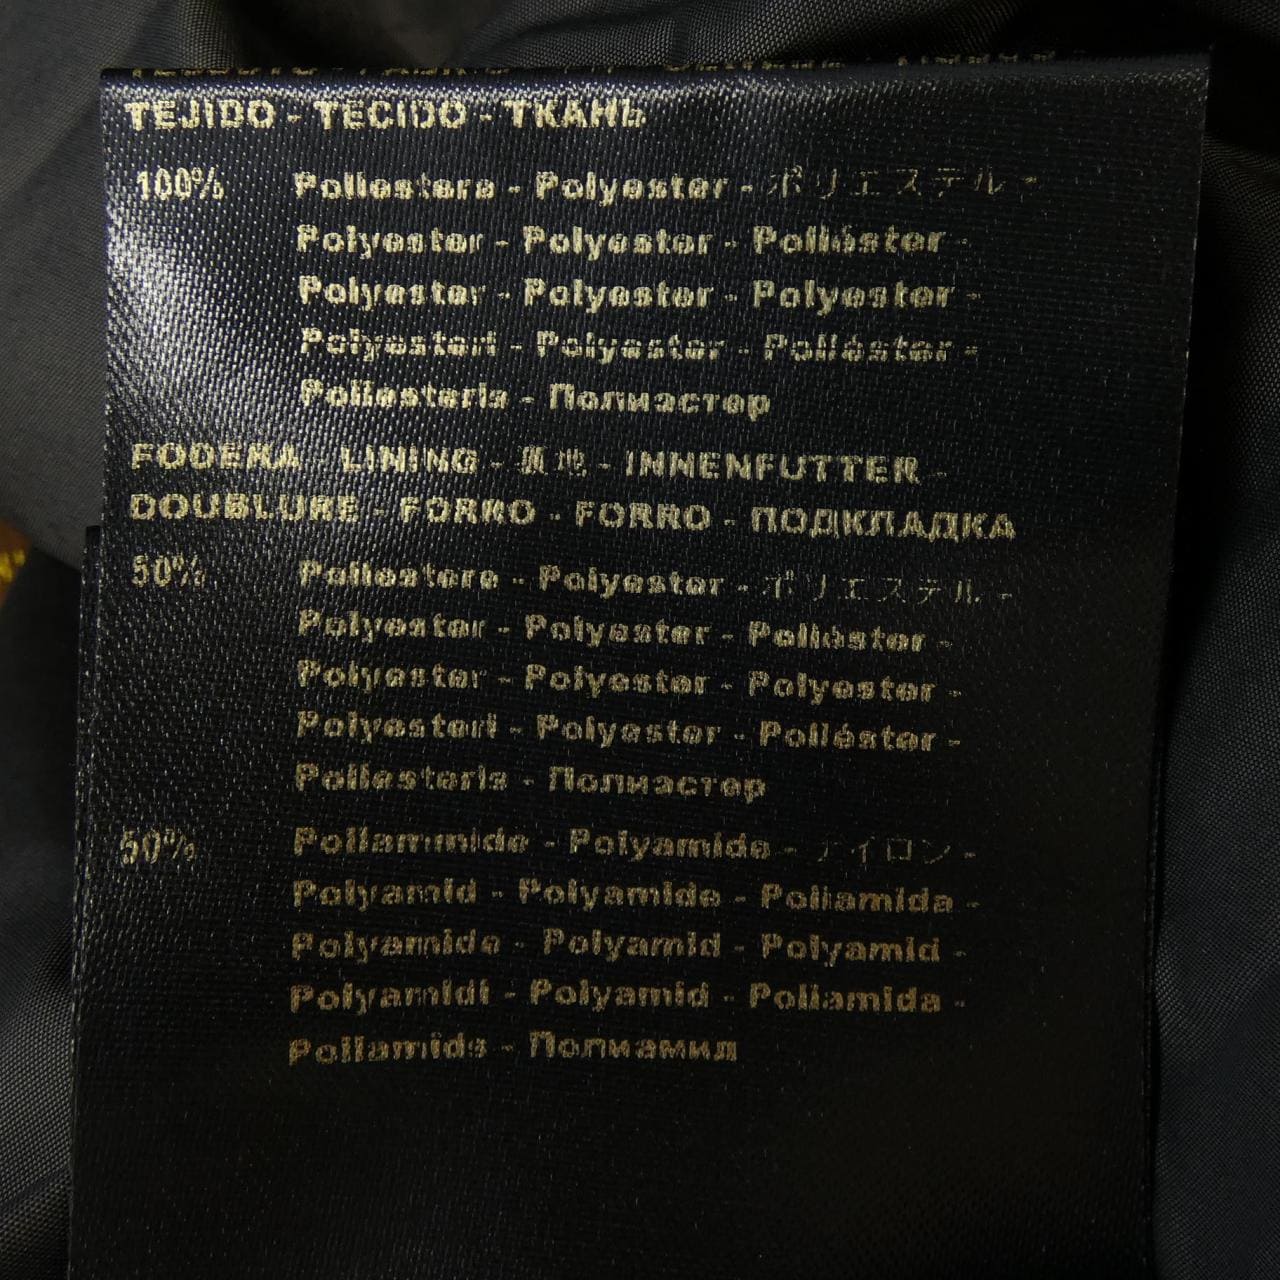 TEJIDO - TECIDO - ТКАНЬ
100% Poliestere - Polyester - ポリエステル -
Polyester - Polyester - Poliéster -
Polyester - Polyester - Polyester -
Polyesteri - Polyester - Poliéster -
Poliesteris - Полиэстер
FODERA LINING - 裏地 - INNENFUTTER -
DOUBLURE - FORRO - FORRO - ПОДКЛАДКА
50% Poliestere - Polyester - ポリエステル -
Polyester - Polyester - Poliéster -
Polyester - Polyester - Polyester -
Polyesteri - Polyester - Poliéster -
Poliesteris - Полиэстер
50% Poliammide - Polyamide - ナイロン -
Polyamid - Polyamide - Poliamida -
Polyamide - Polyamid - Polyamid -
Polyamidi - Polyamid - Poliamida -
Poliamids - Полиамид